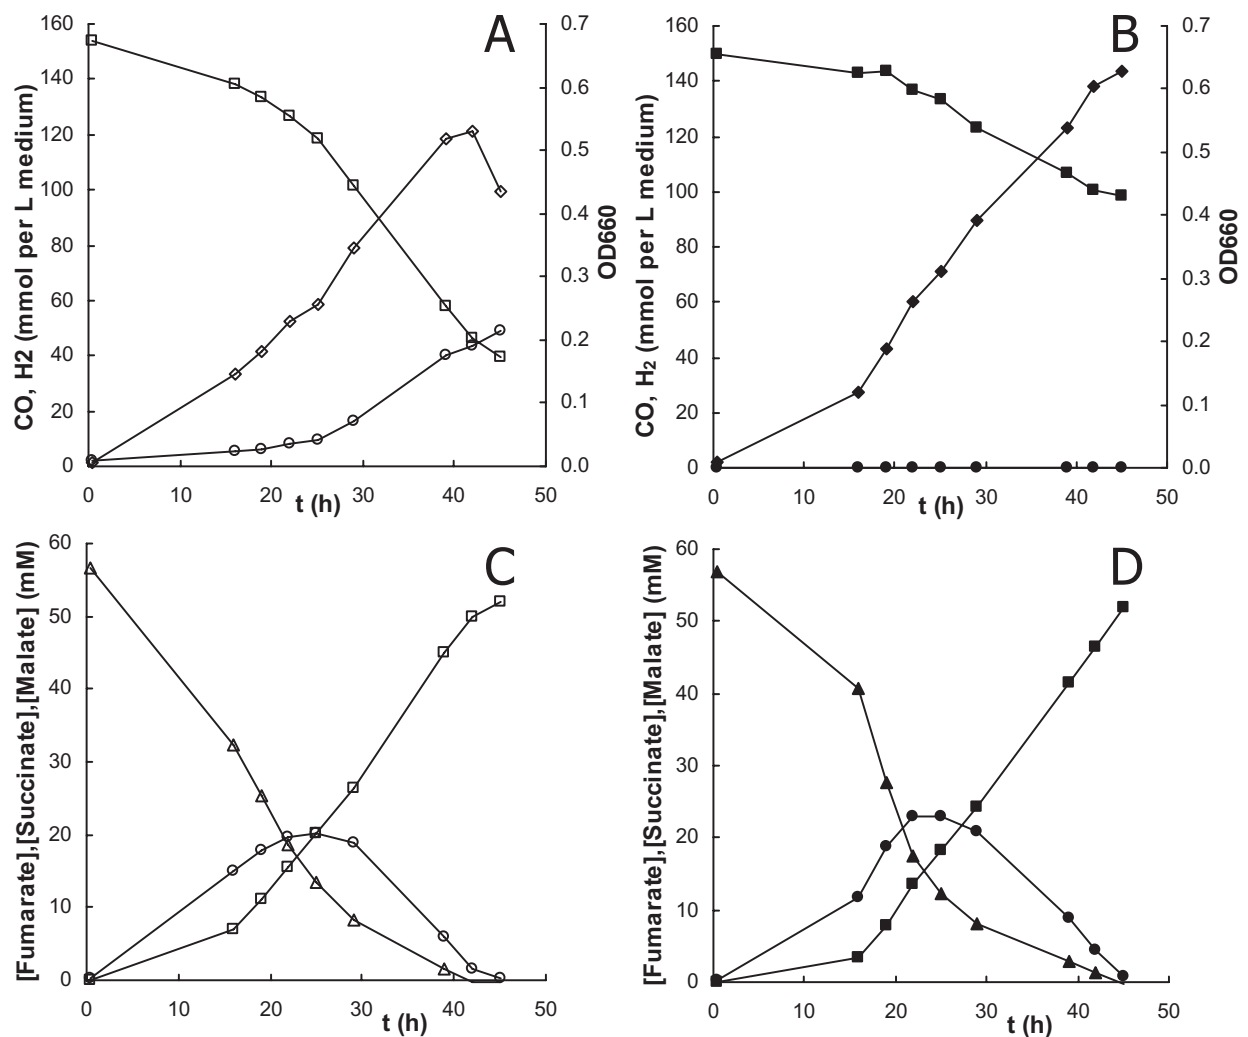 A
CO, H2 (mmol per L medium)
160
140
120
100
80
60
40
20
0
0.7
0.6
0.5
0.4
0.3
0.2
0.1
0.0
OD660
0 10 20 30 40 50
t (h)
B
CO, H₂ (mmol per L medium)
160
140
120
100
80
60
40
20
0
0.7
0.6
0.5
0.4
0.3
0.2
0.1
0.0
OD660
0 10 20 30 40 50
t (h)
C
[Fumarate],[Succinate],[Malate] (mM)
60
50
40
30
20
10
0
0 10 20 30 40 50
t (h)
D
[Fumarate],[Succinate],[Malate] (mM)
60
50
40
30
20
10
0
0 10 20 30 40 50
t (h)